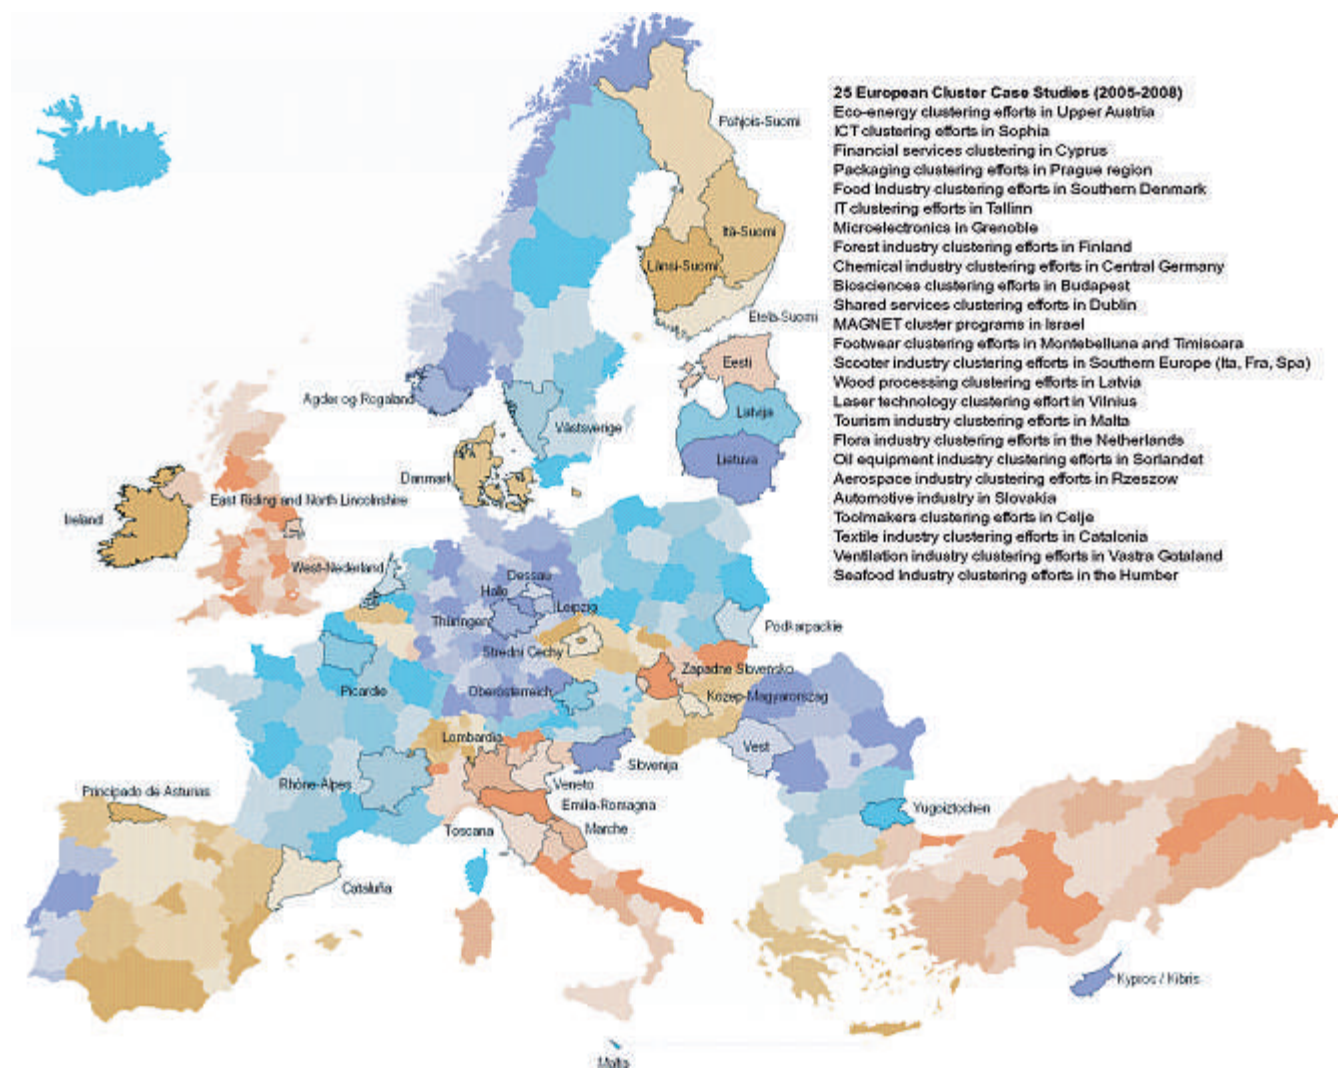 25 European Cluster Case Studies (2005-2008)
Eco-energy clustering efforts in Upper Austria
ICT clustering efforts in Sophia
Financial services clustering in Cyprus
Packaging clustering efforts in Prague region
Food Industry clustering efforts in Southern Denmark
IT clustering efforts in Tallinn
Microelectronics in Grenoble
Forest industry clustering efforts in Finland
Chemical industry clustering efforts in Central Germany
Biosciences clustering efforts in Budapest
Shared services clustering efforts in Dublin
MAGNET cluster programs in Israel
Footwear clustering efforts in Montebelluna and Timisoara
Scooter industry clustering efforts in Southern Europe (Ita, Fra, Spa)
Wood processing clustering efforts in Latvia
Laser technology clustering effort in Vilnius
Tourism industry clustering efforts in Malta
Flora industry clustering efforts in the Netherlands
Oil equipment industry clustering efforts in Sorlandet
Aerospace industry clustering efforts in Rzeszow
Automotive industry in Slovakia
Toolmakers clustering efforts in Celje
Textile industry clustering efforts in Catalonia
Ventilation industry clustering efforts in Vastra Gotaland
Seafood Industry clustering efforts in the Humber
Pohjois-Suomi
Itä-Suomi
Länsi-Suomi
Etelä-Suomi
Eesti
Agder og Rogaland
Latvija
Västsverige
Lietuva
Danmark
East Riding and North Lincolnshire
Ireland
West-Nederland
Dessau
Halle
Leipzig
Thüringen
Podkarpackie
Stredni Cechy
Zapadne Slovensko
Picardie
Oberösterreich
Közep-Magyarorszag
Lombardia
Vest
Slovenija
Rhône-Alpes
Veneto
Principado de Asturias
Emilia-Romagna
Yugoiztochen
Toscana
Marche
Cataluña
Kypros / Kibris
Malta